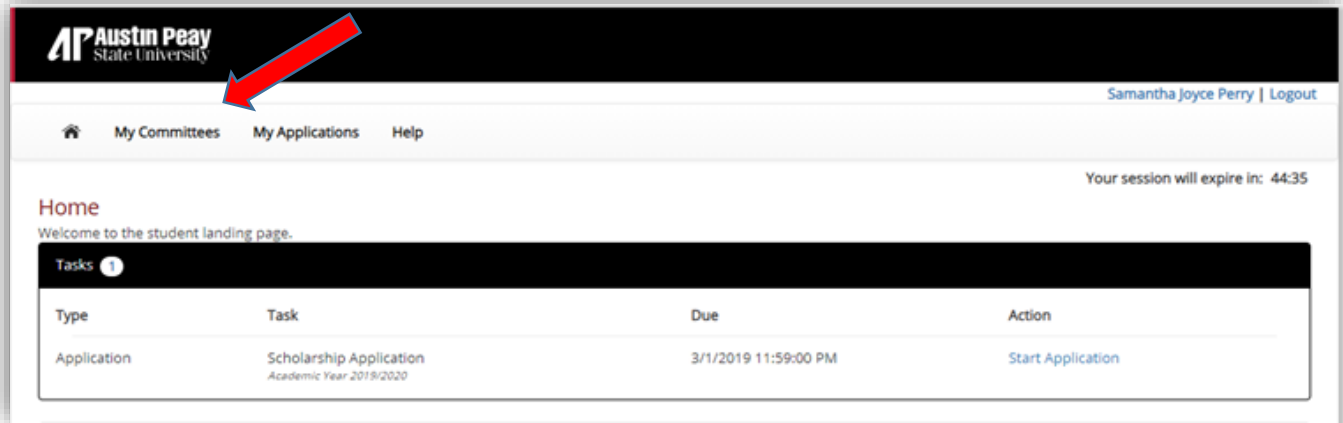 AP Austin Peay
State University
Samantha Joyce Perry | Logout
My Committees My Applications Help
Your session will expire in: 44:35
Home
Welcome to the student landing page.
Tasks 1
Type Task Due Action
Application Scholarship Application 3/1/2019 11:59:00 PM Start Application
Academic Year 2019/2020